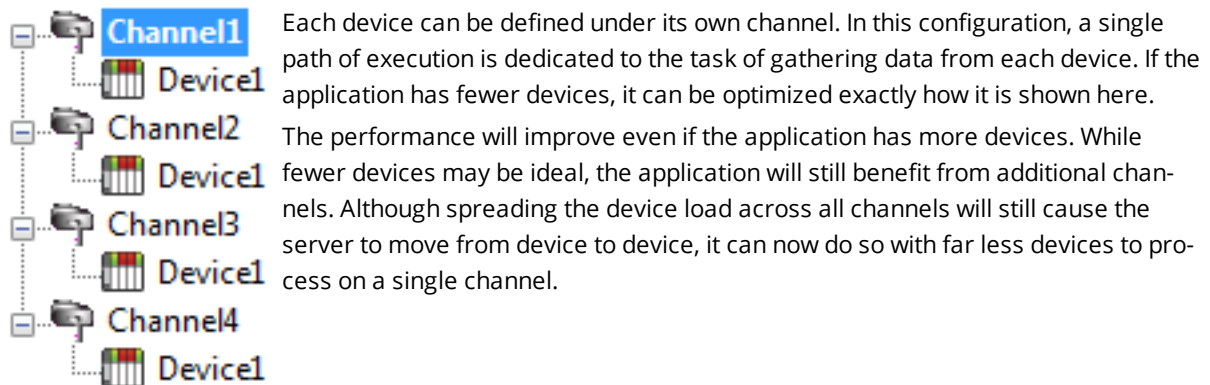 Channel1
Device1
Channel2
Device1
Channel3
Device1
Channel4
Device1
Each device can be defined under its own channel. In this configuration, a single
path of execution is dedicated to the task of gathering data from each device. If the
application has fewer devices, it can be optimized exactly how it is shown here.
The performance will improve even if the application has more devices. While
fewer devices may be ideal, the application will still benefit from additional chan-
nels. Although spreading the device load across all channels will still cause the
server to move from device to device, it can now do so with far less devices to pro-
cess on a single channel.